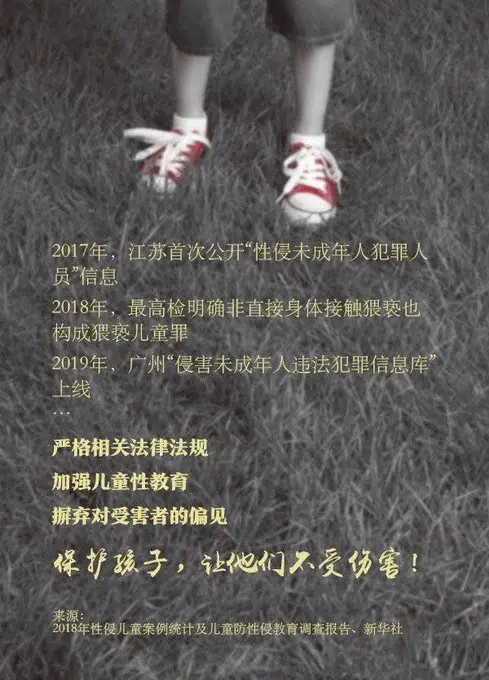 2017年，江苏首次公开“性侵未成年人犯罪人
员”信息
2018年，最高检明确非直接身体接触猥亵也
构成猥亵儿童罪
2019年，广州“侵害未成年人违法犯罪信息库”
上线
…
严格相关法律法规
加强儿童性教育
摒弃对受害者的偏见
保护孩子，让他们不受伤害！
来源：
2018年性侵儿童案例统计及儿童防性侵教育调查报告、新华社